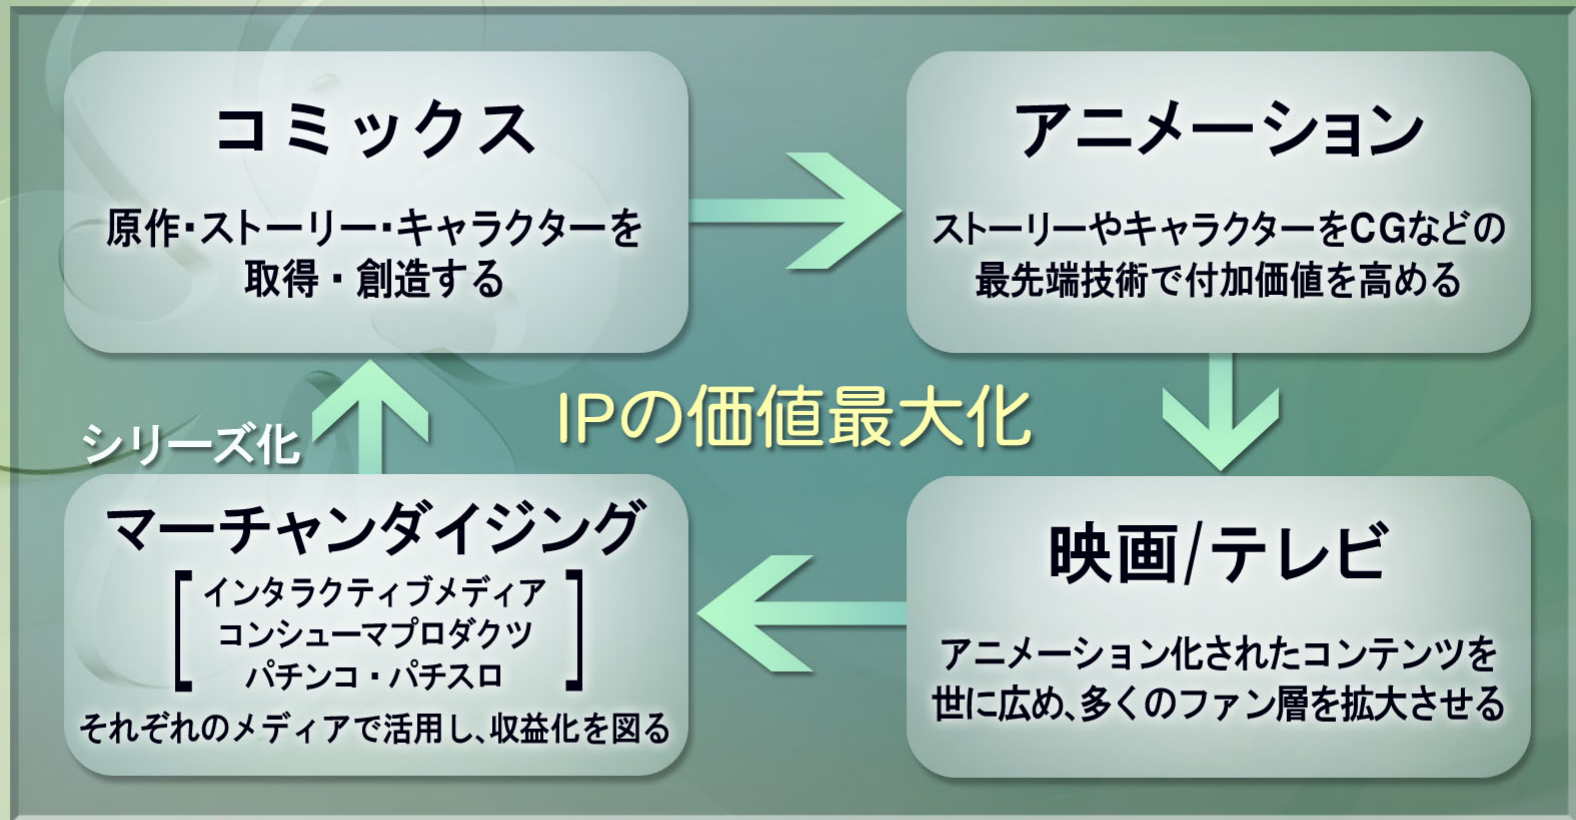 コミックス
原作・ストーリー・キャラクターを
取得・創造する
アニメーション
ストーリーやキャラクターをCGなどの
最先端技術で付加価値を高める
IPの価値最大化
シリーズ化
マーチャンダイジング
インタラクティブメディア
コンシューマプロダクツ
パチンコ・パチスロ
それぞれのメディアで活用し、収益化を図る
映画/テレビ
アニメーション化されたコンテンツを
世に広め、多くのファン層を拡大させる